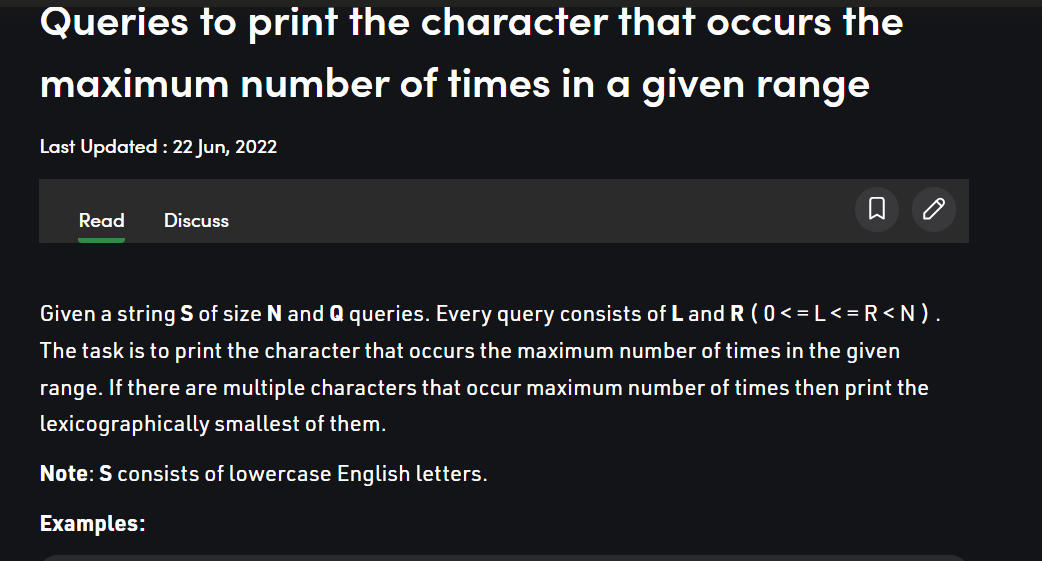 Queries to print the character that occurs the
maximum number of times in a given range
Last Updated : 22 Jun, 2022
Read Discuss
Given a string S of size N and Q queries. Every query consists of L and R ( 0 < = L < = R < N ) .
The task is to print the character that occurs the maximum number of times in the given
range. If there are multiple characters that occur maximum number of times then print the
lexicographically smallest of them.
Note: S consists of lowercase English letters.
Examples: